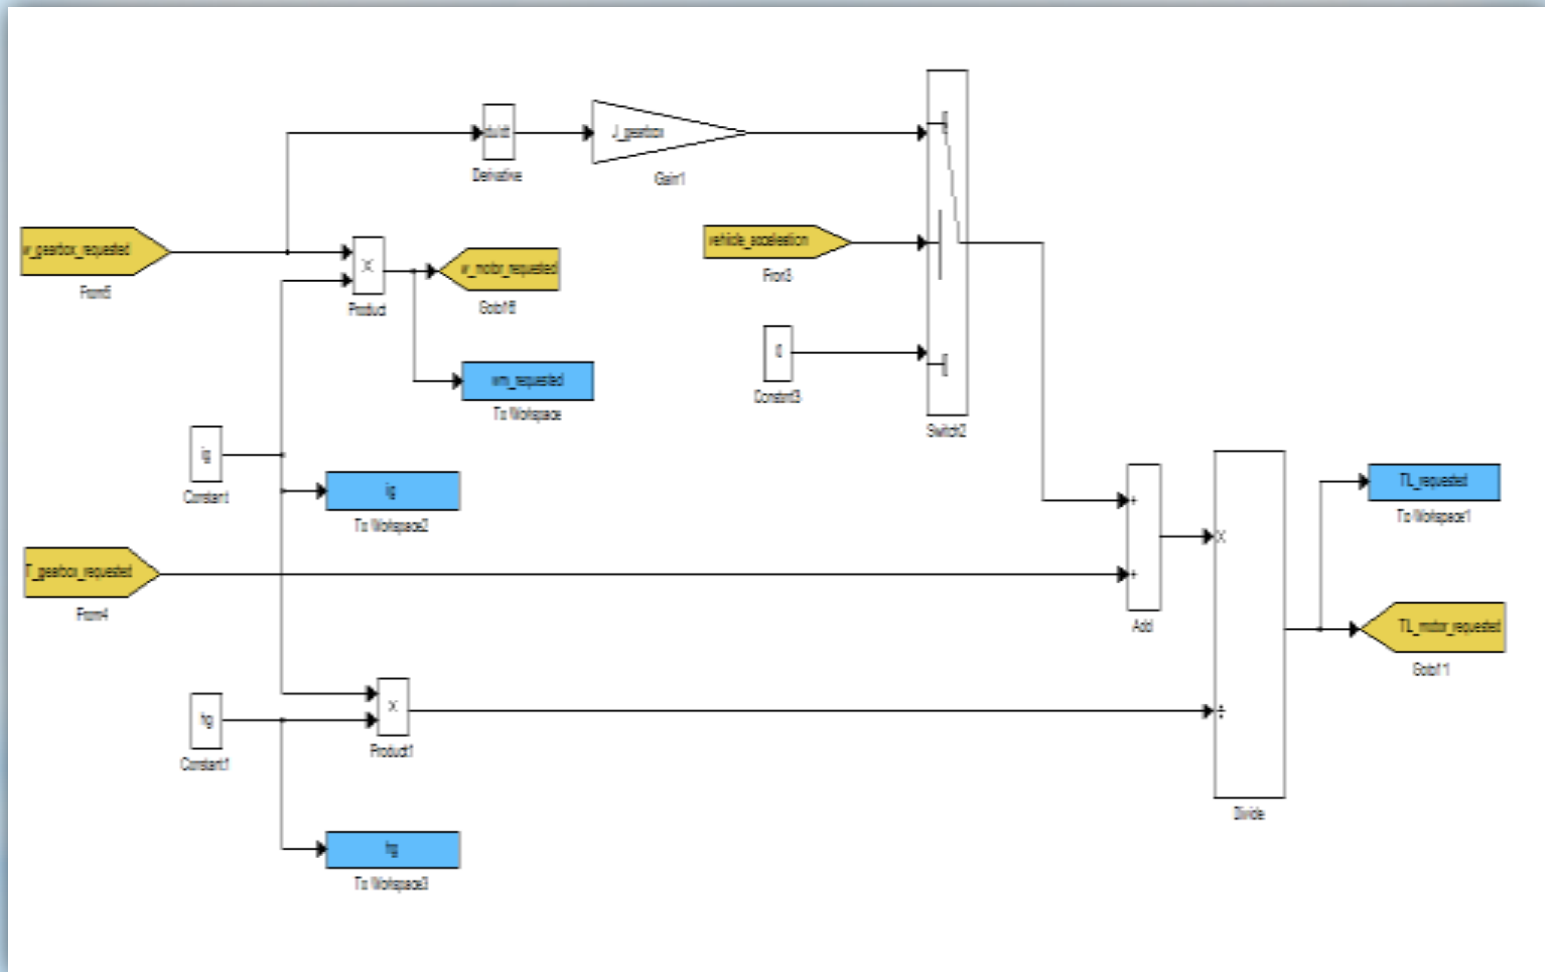 du/dt
Derivative
J_gearbox
Gain1
w_gearbox_requested
From5
X
Product
w_motor_requested
vehicle_acceleration
From3
wm_requested
To Workspace
0
Constant3
Switch2
ig
Constant
ig
To Workspace2
T_gearbox_requested
From4
+
+
Add
X
÷
Divide
TL_requested
To Workspace1
TL_motor_requested
Goto11
X
Product1
Constant1
To Workspace3